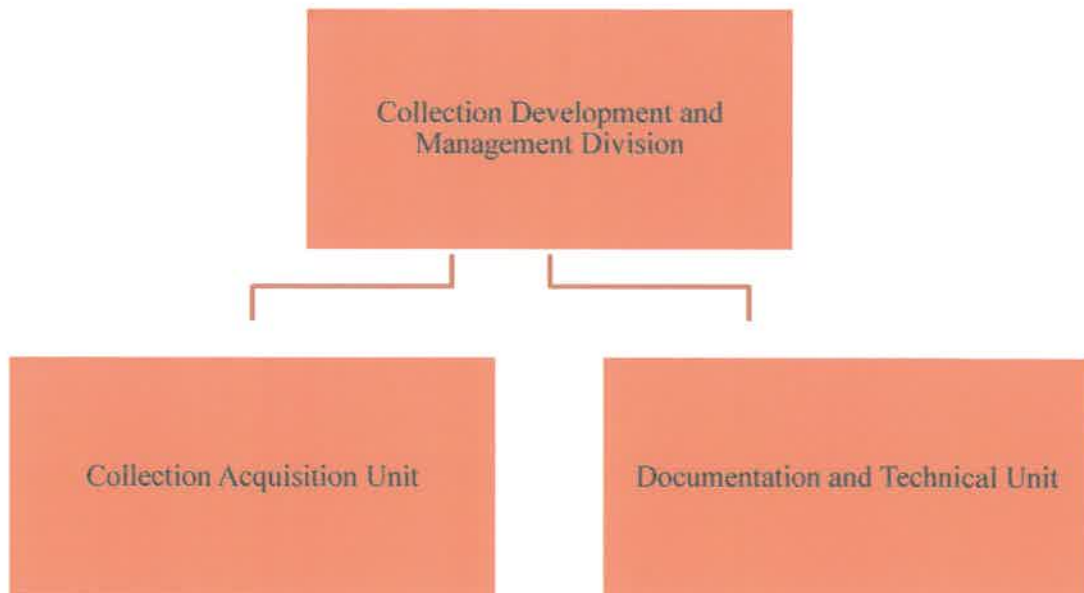 Collection Development and
Management Division
Collection Acquisition Unit
Documentation and Technical Unit